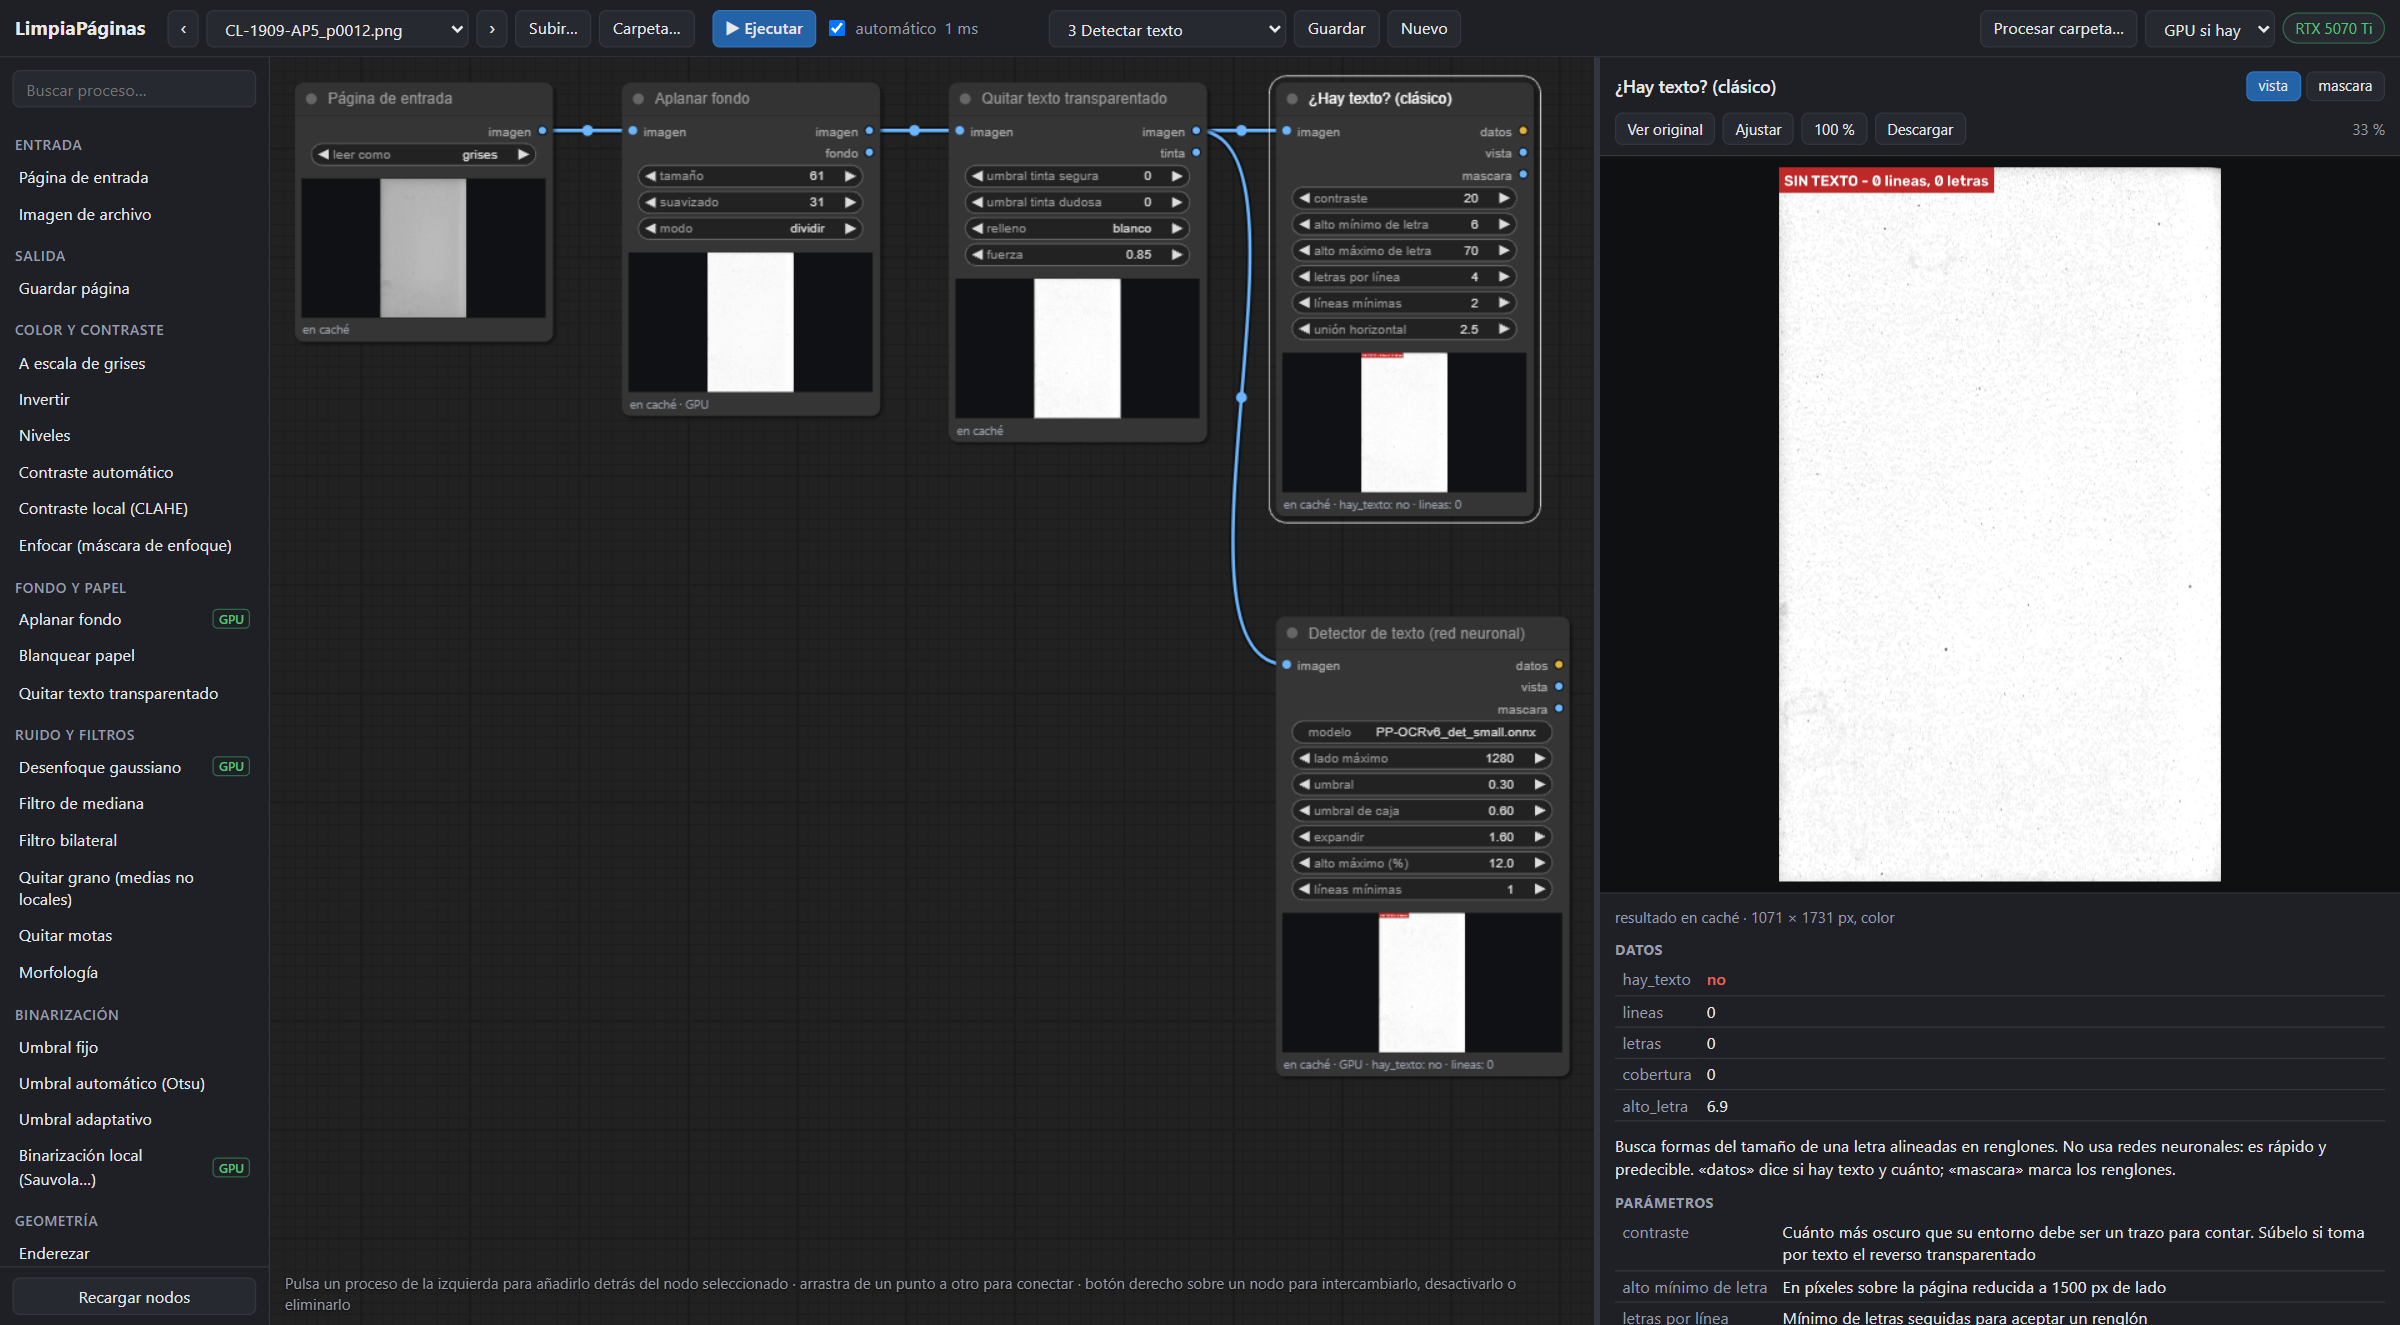 LimpiaPáginas
‹
CL-1909-AP5_p0012.png
›
Subir...
Carpeta...
▶ Ejecutar
automático 1 ms
3 Detectar texto
Guardar
Nuevo
Procesar carpeta...
GPU si hay
RTX 5070 Ti
Buscar proceso...
ENTRADA
Página de entrada
Imagen de archivo
SALIDA
Guardar página
COLOR Y CONTRASTE
A escala de grises
Invertir
Niveles
Contraste automático
Contraste local (CLAHE)
Enfocar (máscara de enfoque)
FONDO Y PAPEL
Aplanar fondo GPU
Blanquear papel
Quitar texto transparentado
RUIDO Y FILTROS
Desenfoque gaussiano GPU
Filtro de mediana
Filtro bilateral
Quitar grano (medias no
locales)
Quitar motas
Morfología
BINARIZACIÓN
Umbral fijo
Umbral automático (Otsu)
Umbral adaptativo
Binarización local
(Sauvola...) GPU
GEOMETRÍA
Enderezar
Recargar nodos
Página de entrada
imagen
leer como grises
en caché
Aplanar fondo
imagen imagen
fondo
tamaño 61
suavizado 31
modo dividir
en caché · GPU
Quitar texto transparentado
imagen imagen
tinta
umbral tinta segura 0
umbral tinta dudosa 0
relleno blanco
fuerza 0.85
en caché
¿Hay texto? (clásico)
imagen datos
vista
mascara
contraste 20
alto mínimo de letra 6
alto máximo de letra 70
letras por línea 4
líneas mínimas 2
unión horizontal 2.5
en caché · hay_texto: no · lineas: 0
Detector de texto (red neuronal)
imagen datos
vista
mascara
modelo PP-OCRv6_det_small.onnx
lado máximo 1280
umbral 0.30
umbral de caja 0.60
expandir 1.60
alto máximo (%) 12.0
líneas mínimas 1
en caché · GPU · hay_texto: no · lineas: 0
Pulsa un proceso de la izquierda para añadirlo detrás del nodo seleccionado · arrastra de un punto a otro para conectar · botón derecho sobre un nodo para intercambiarlo, desactivarlo o
eliminarlo
¿Hay texto? (clásico)
vista
mascara
Ver original
Ajustar
100 %
Descargar
33 %
SIN TEXTO - 0 lineas, 0 letras
resultado en caché · 1071 × 1731 px, color
DATOS
hay_texto no
lineas 0
letras 0
cobertura 0
alto_letra 6.9
Busca formas del tamaño de una letra alineadas en renglones. No usa redes neuronales: es rápido y
predecible. «datos» dice si hay texto y cuánto; «mascara» marca los renglones.
PARÁMETROS
contraste Cuánto más oscuro que su entorno debe ser un trazo para contar. Súbelo si toma
por texto el reverso transparentado
alto mínimo de letra En píxeles sobre la página reducida a 1500 px de lado
letras por línea Mínimo de letras seguidas para aceptar un renglón